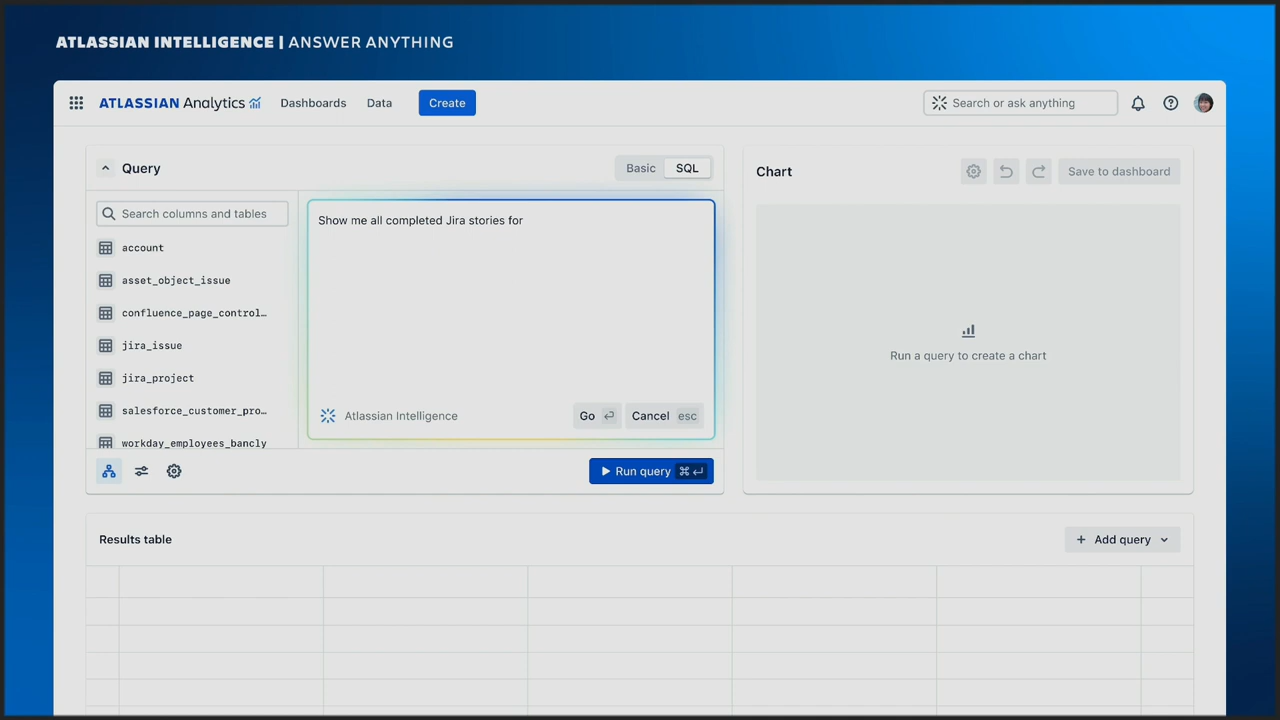 ATLASSIAN INTELLIGENCE | ANSWER ANYTHING
ATLASSIAN Analytics
Dashboards
Data
Create
Search or ask anything
Query
Basic
SQL
Search columns and tables
account
asset_object_issue
confluence_page_control…
jira_issue
jira_project
salesforce_customer_pro…
workday_employees_bancly
Show me all completed Jira stories for
Atlassian Intelligence
Go
Cancel esc
Run query ⌘ ↵
Chart
Save to dashboard
Run a query to create a chart
Results table
+ Add query